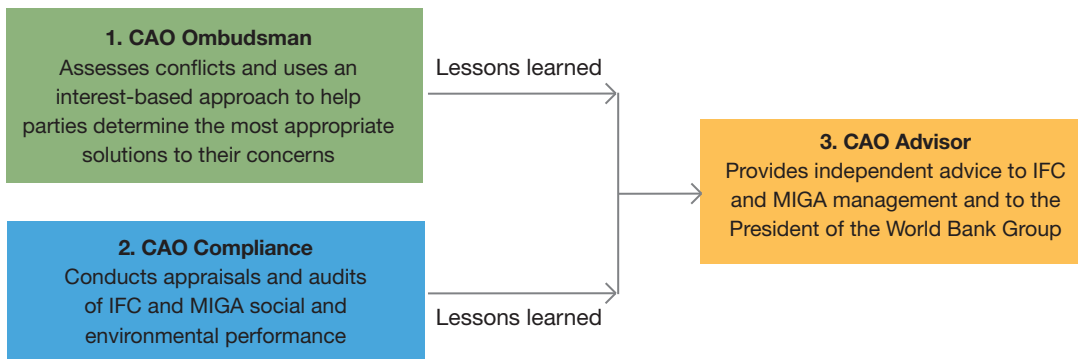 1. CAO Ombudsman
Assesses conflicts and uses an
interest-based approach to help
parties determine the most appropriate
solutions to their concerns
Lessons learned
2. CAO Compliance
Conducts appraisals and audits
of IFC and MIGA social and
environmental performance
Lessons learned
3. CAO Advisor
Provides independent advice to IFC
and MIGA management and to the
President of the World Bank Group